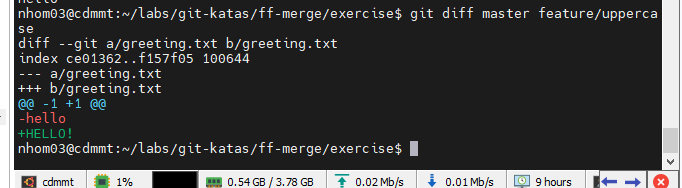 hello
nhom03@cdmmt:~/labs/git-katas/ff-merge/exercise$ git diff master feature/upperca
se
diff --git a/greeting.txt b/greeting.txt
index ce01362..f157f05 100644
--- a/greeting.txt
+++ b/greeting.txt
@@ -1 +1 @@
-hello
+HELLO!
nhom03@cdmmt:~/labs/git-katas/ff-merge/exercise$
cdmmt 1% 0.54 GB / 3.78 GB 0.02 Mb/s 0.01 Mb/s 9 hours